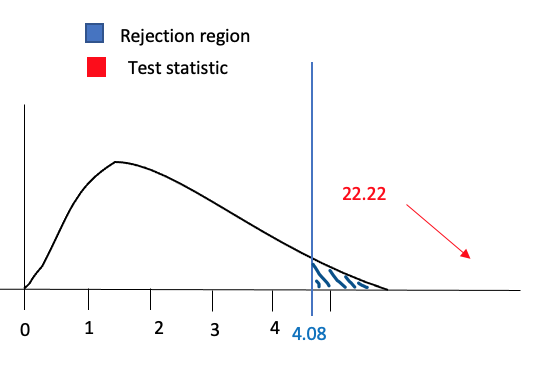 Rejection region
Test statistic
22.22
0 1 2 3 4 4.08